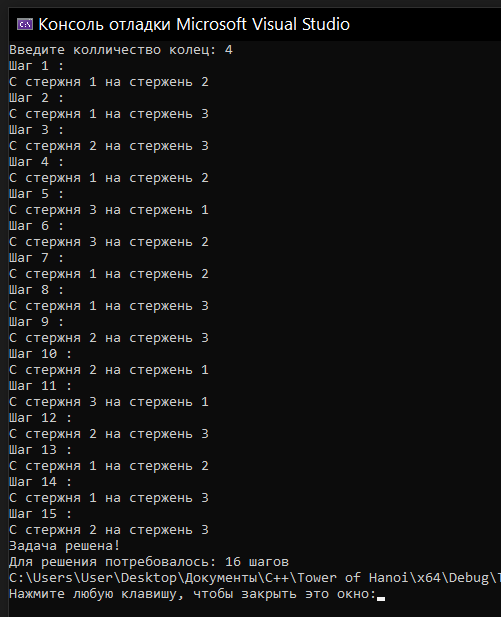 Консоль отладки Microsoft Visual Studio
Введите колличество колец: 4
Шаг 1 :
С стержня 1 на стержень 2
Шаг 2 :
С стержня 1 на стержень 3
Шаг 3 :
С стержня 2 на стержень 3
Шаг 4 :
С стержня 1 на стержень 2
Шаг 5 :
С стержня 3 на стержень 1
Шаг 6 :
С стержня 3 на стержень 2
Шаг 7 :
С стержня 1 на стержень 2
Шаг 8 :
С стержня 1 на стержень 3
Шаг 9 :
С стержня 2 на стержень 3
Шаг 10 :
С стержня 2 на стержень 1
Шаг 11 :
С стержня 3 на стержень 1
Шаг 12 :
С стержня 2 на стержень 3
Шаг 13 :
С стержня 1 на стержень 2
Шаг 14 :
С стержня 1 на стержень 3
Шаг 15 :
С стержня 2 на стержень 3
Задача решена!
Для решения потребовалось: 16 шагов
C:\Users\User\Desktop\Документы\C++\Tower of Hanoi\x64\Debug\T
Нажмите любую клавишу, чтобы закрыть это окно: